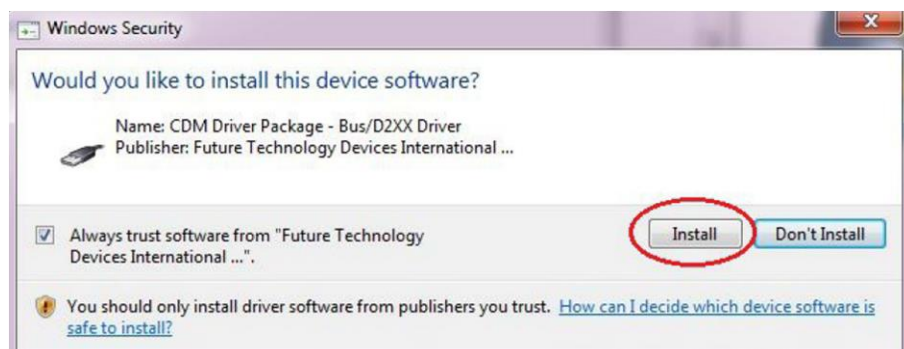 Windows Security
Would you like to install this device software?
Name: CDM Driver Package - Bus/D2XX Driver
Publisher: Future Technology Devices International ...
Always trust software from "Future Technology
Devices International ...".
Install
Don't Install
You should only install driver software from publishers you trust. How can I decide which device software is
safe to install?